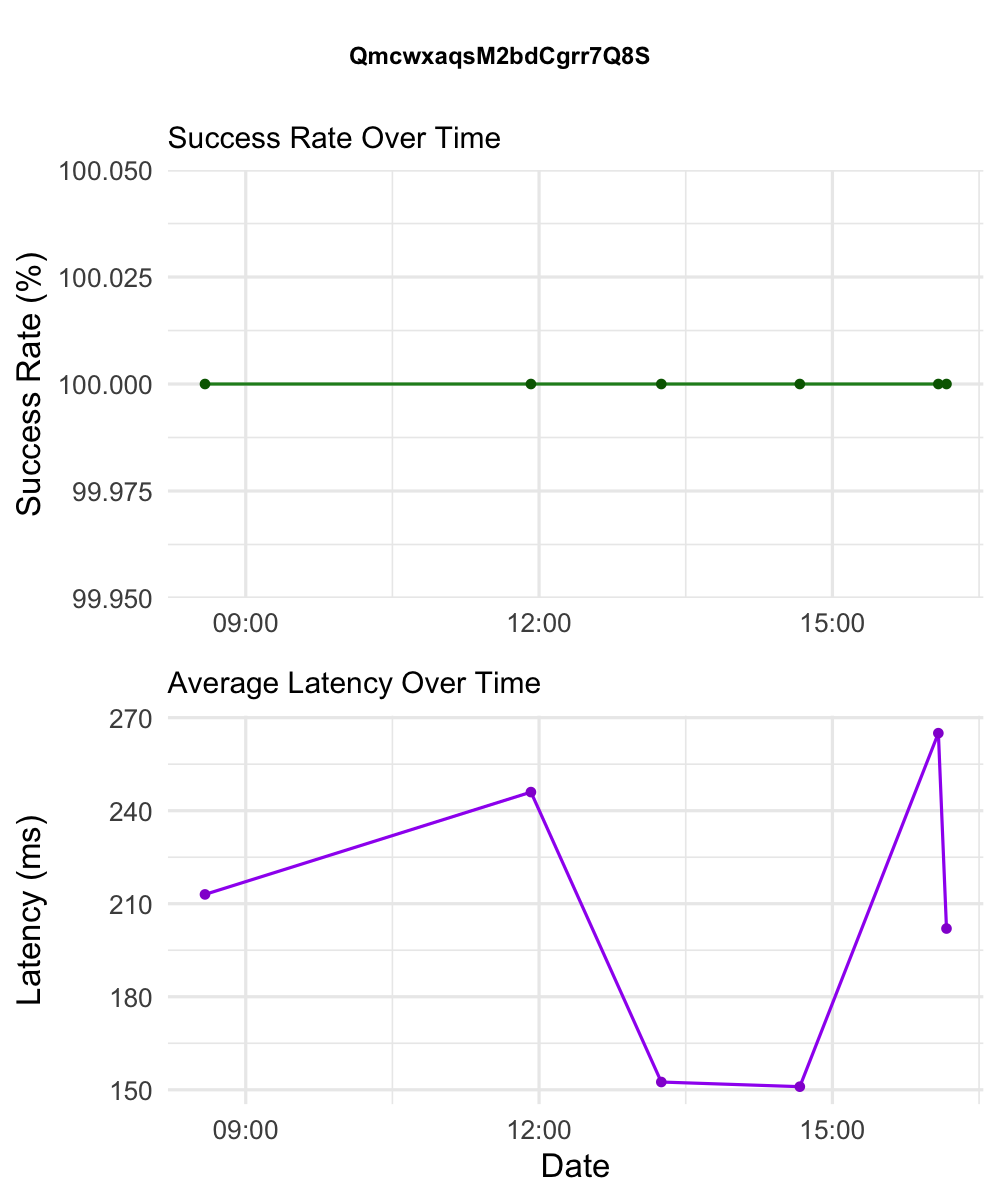 QmcwxaqsM2bdCgrr7Q8S
Success Rate Over Time
Success Rate (%)
100.050
100.025
100.000
99.975
99.950
09:00 12:00 15:00
Average Latency Over Time
Latency (ms)
270
240
210
180
150
09:00 12:00 15:00
Date